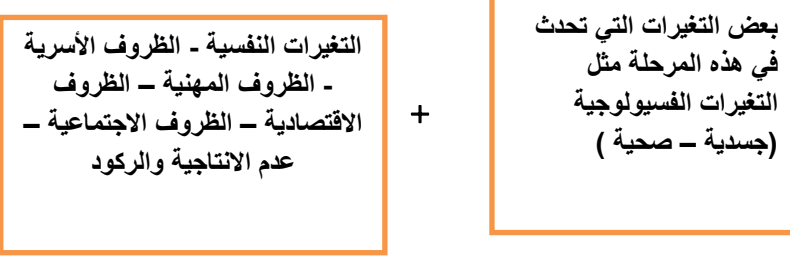 بعض التغيرات التي تحدث
في هذه المرحلة مثل
التغيرات الفسيولوجية
(جسدية – صحية )
+
التغيرات النفسية - الظروف الأسرية
- الظروف المهنية – الظروف
الاقتصادية – الظروف الاجتماعية –
عدم الانتاجية والركود